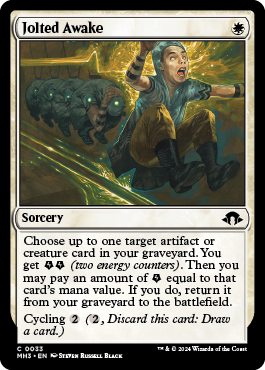 Jolted Awake
Sorcery
Choose up to one target artifact or
creature card in your graveyard. You
get (two energy counters). Then you
may pay an amount of equal to that
card's mana value. If you do, return it
from your graveyard to the battlefield.
Cycling 2 (2, Discard this card: Draw
a card.)
C 0033
MH3 • EN Steven Russell Black
™ & © 2024 Wizards of the Coast